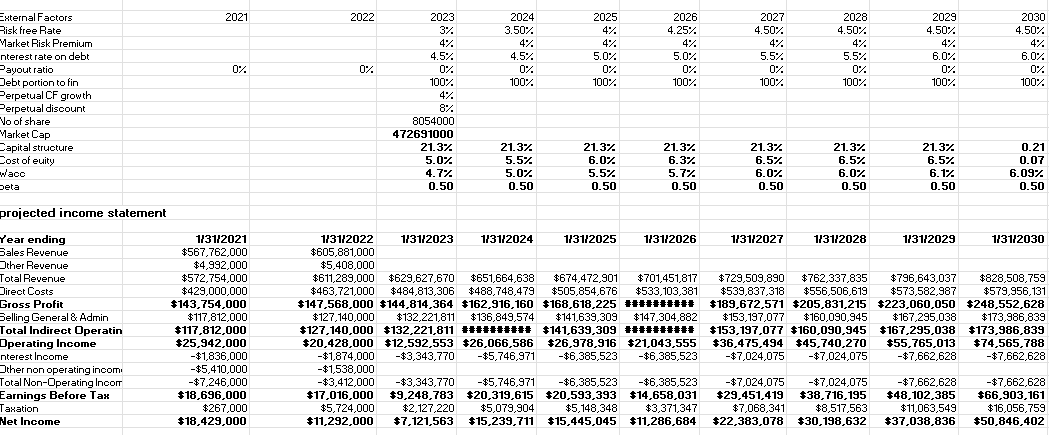 External Factors 2021 2022 2023 2024 2025 2026 2027 2028 2029 2030
Risk free Rate 3% 3.50% 4% 4.25% 4.50% 4.50% 4.50% 4.50%
Market Risk Premium 4% 4% 4% 4% 4% 4% 4% 4%
nterest rate on debt 4.5% 4.5% 5.0% 5.0% 5.5% 5.5% 6.0% 6.0%
Payout ratio 0% 0% 0% 0% 0% 0% 0% 0% 0% 0%
Debt portion to fin 100% 100% 100% 100% 100% 100% 100% 100%
Perpetual CF growth 4%
Perpetual discount 8%
No of share 8054000
Market Cap 472691000
Capital structure 21.3% 21.3% 21.3% 21.3% 21.3% 21.3% 21.3% 0.21
Cost of euity 5.0% 5.5% 6.0% 6.3% 6.5% 6.5% 6.5% 0.07
Wacc 4.7% 5.0% 5.5% 5.7% 6.0% 6.0% 6.1% 6.09%
beta 0.50 0.50 0.50 0.50 0.50 0.50 0.50 0.50
projected income statement
Year ending 1/31/2021 1/31/2022 1/31/2023 1/31/2024 1/31/2025 1/31/2026 1/31/2027 1/31/2028 1/31/2029 1/31/2030
Sales Revenue $567,762,000 $605,881,000
Other Revenue $4,992,000 $5,408,000
Total Revenue $572,754,000 $611,289,000 $629,627,670 $651,664,638 $674,472,901 $701,451,817 $729,509,890 $762,337,835 $796,643,037 $828,508,759
Direct Costs $429,000,000 $463,721,000 $484,813,306 $488,748,479 $505,854,676 $533,103,381 $539,837,318 $556,506,619 $573,582,987 $579,956,131
Gross Profit $143,754,000 $147,568,000 $144,814,364 $162,916,160 $168,618,225 ########## $189,672,571 $205,831,215 $223,060,050 $248,552,628
Selling General & Admin $117,812,000 $127,140,000 $132,221,811 $136,849,574 $141,639,309 $147,304,882 $153,197,077 $160,090,945 $167,295,038 $173,986,839
Total Indirect Operatin $117,812,000 $127,140,000 $132,221,811 ########## $141,639,309 ########## $153,197,077 $160,090,945 $167,295,038 $173,986,839
Operating Income $25,942,000 $20,428,000 $12,592,553 $26,066,586 $26,978,916 $21,043,555 $36,475,494 $45,740,270 $55,765,013 $74,565,788
nterest Income -$1,836,000 -$1,874,000 -$3,343,770 -$5,746,971 -$6,385,523 -$6,385,523 -$7,024,075 -$7,024,075 -$7,662,628 -$7,662,628
Other non operating income -$5,410,000 -$1,538,000
Total Non-Operating Incom -$7,246,000 -$3,412,000 -$3,343,770 -$5,746,971 -$6,385,523 -$6,385,523 -$7,024,075 -$7,024,075 -$7,662,628 -$7,662,628
Earnings Before Tax $18,696,000 $17,016,000 $9,248,783 $20,319,615 $20,593,393 $14,658,031 $29,451,419 $38,716,195 $48,102,385 $66,903,161
Taxation $267,000 $5,724,000 $2,127,220 $5,079,904 $5,148,348 $3,371,347 $7,068,341 $8,517,563 $11,063,549 $16,056,759
Net Income $18,429,000 $11,292,000 $7,121,563 $15,239,711 $15,445,045 $11,286,684 $22,383,078 $30,198,632 $37,038,836 $50,846,402